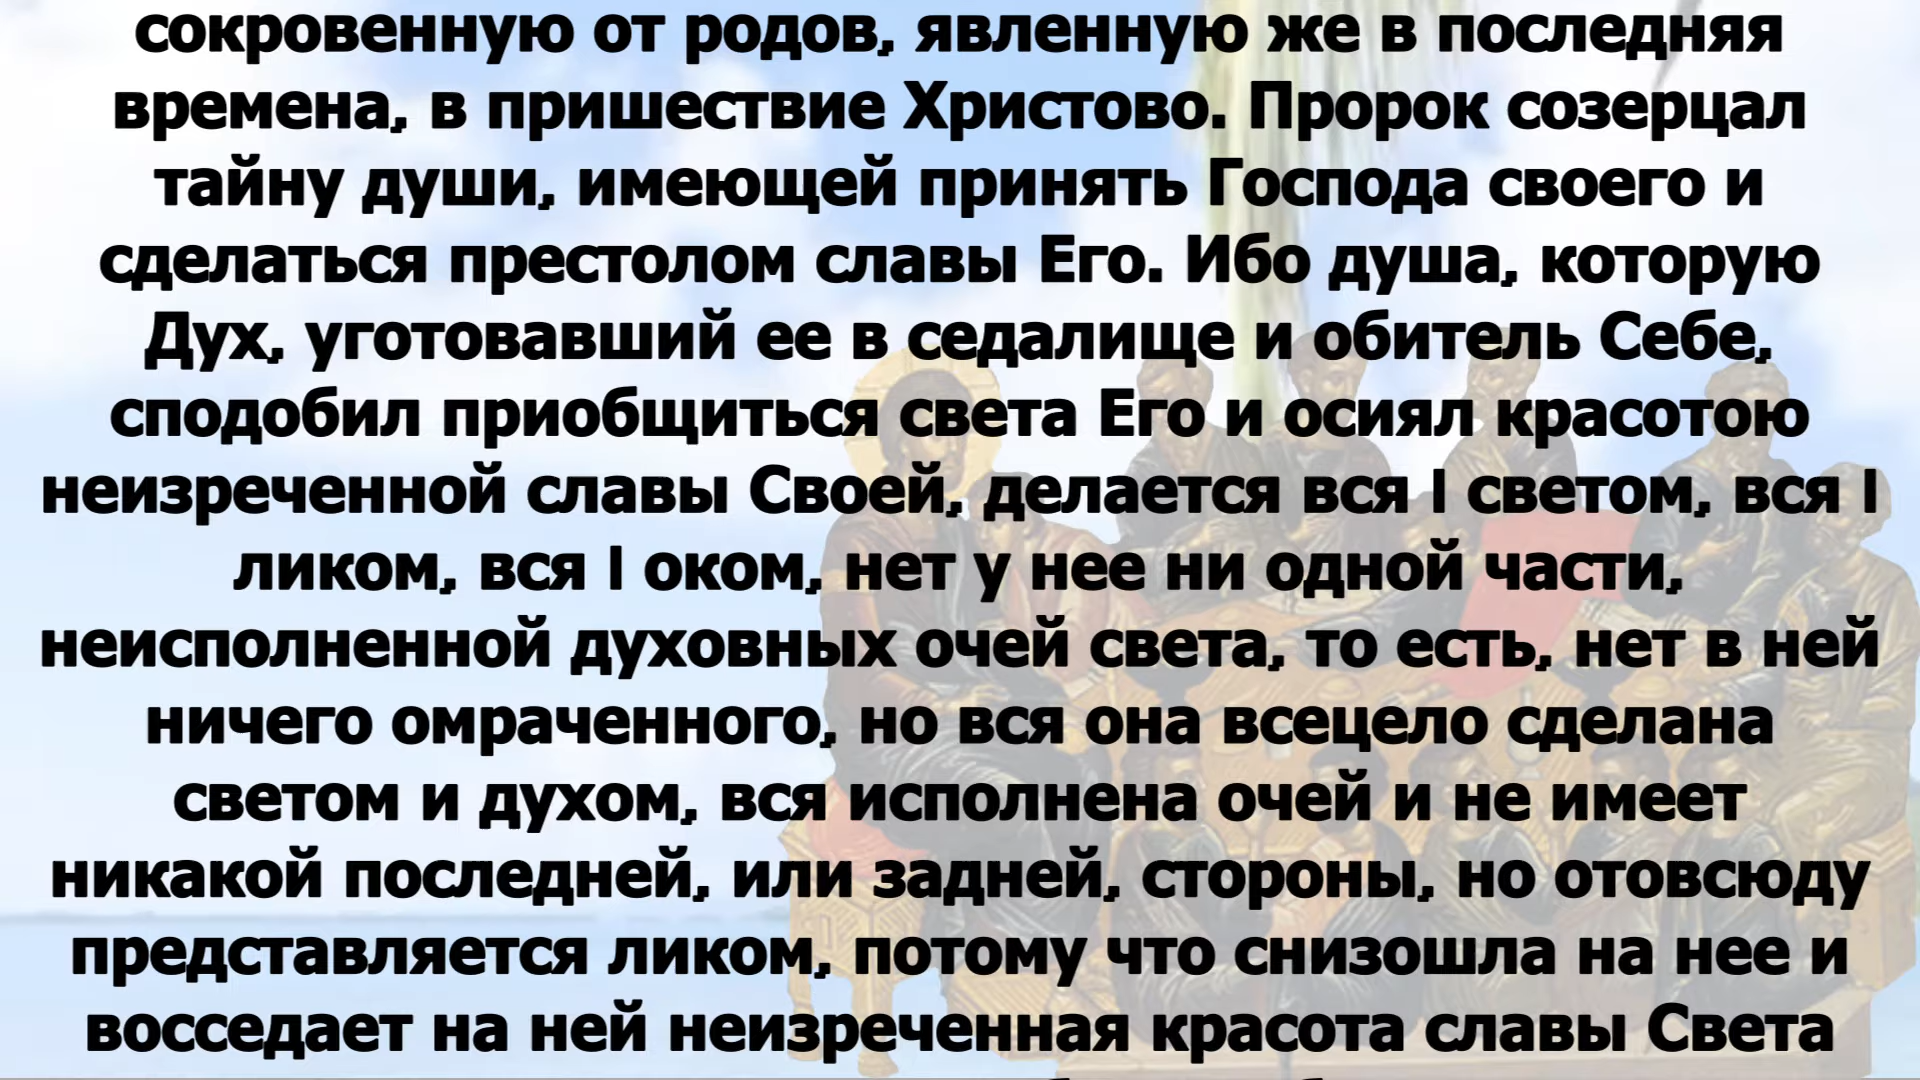 сокровенную от родов, явленную же в последняя
времена, в пришествие Христово. Пророк созерцал
тайну души, имеющей принять Господа своего и
сделаться престолом славы Его. Ибо душа, которую
Дух, уготовавший ее в седалище и обитель Себе,
сподобил приобщиться света Его и осиял красотою
неизреченной славы Своей, делается вся l светом, вся l
ликом, вся l оком, нет у нее ни одной части,
неисполненной духовных очей света, то есть, нет в ней
ничего омраченного, но вся она всецело сделана
светом и духом, вся исполнена очей и не имеет
никакой последней, или задней, стороны, но отовсюду
представляется ликом, потому что снизошла на нее и
восседает на ней неизреченная красота славы Света